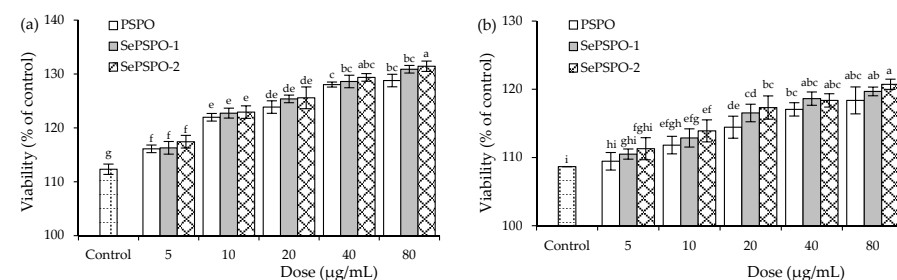 (a)
140
130
120
110
100
Viability (% of control)
PSPO
SePSPO-1
SePSPO-2
g
f f f
e e e
de de de
c bc abc
bc bc a
Control 5 10 20 40 80
Dose (μg/mL)
(b)
130
120
110
100
Viability (% of control)
PSPO
SePSPO-1
SePSPO-2
i
hi ghi fghi
efgh efg ef
de cd bc
bc abc abc
abc ab a
Control 5 10 20 40 80
Dose (μg/mL)